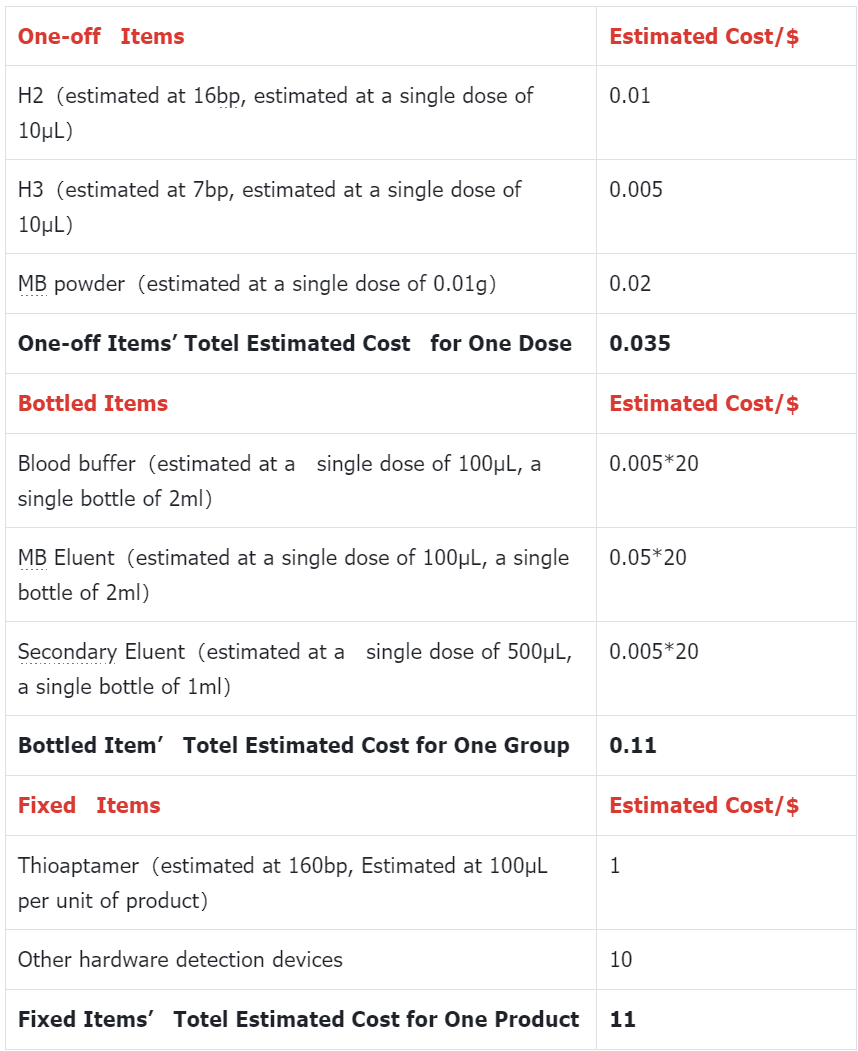 One-off Items Estimated Cost/$
H2 (estimated at 16bp, estimated at a single dose of 0.01
10μL)
H3 (estimated at 7bp, estimated at a single dose of 0.005
10μL)
MB powder (estimated at a single dose of 0.01g) 0.02
One-off Items’ Totel Estimated Cost for One Dose 0.035
Bottled Items Estimated Cost/$
Blood buffer (estimated at a single dose of 100μL, a 0.005*20
single bottle of 2ml)
MB Eluent (estimated at a single dose of 100μL, a single 0.05*20
bottle of 2ml)
Secondary Eluent (estimated at a single dose of 500μL, 0.005*20
a single bottle of 1ml)
Bottled Item’ Totel Estimated Cost for One Group 0.11
Fixed Items Estimated Cost/$
Thioaptamer (estimated at 160bp, Estimated at 100μL 1
per unit of product)
Other hardware detection devices 10
Fixed Items’ Totel Estimated Cost for One Product 11